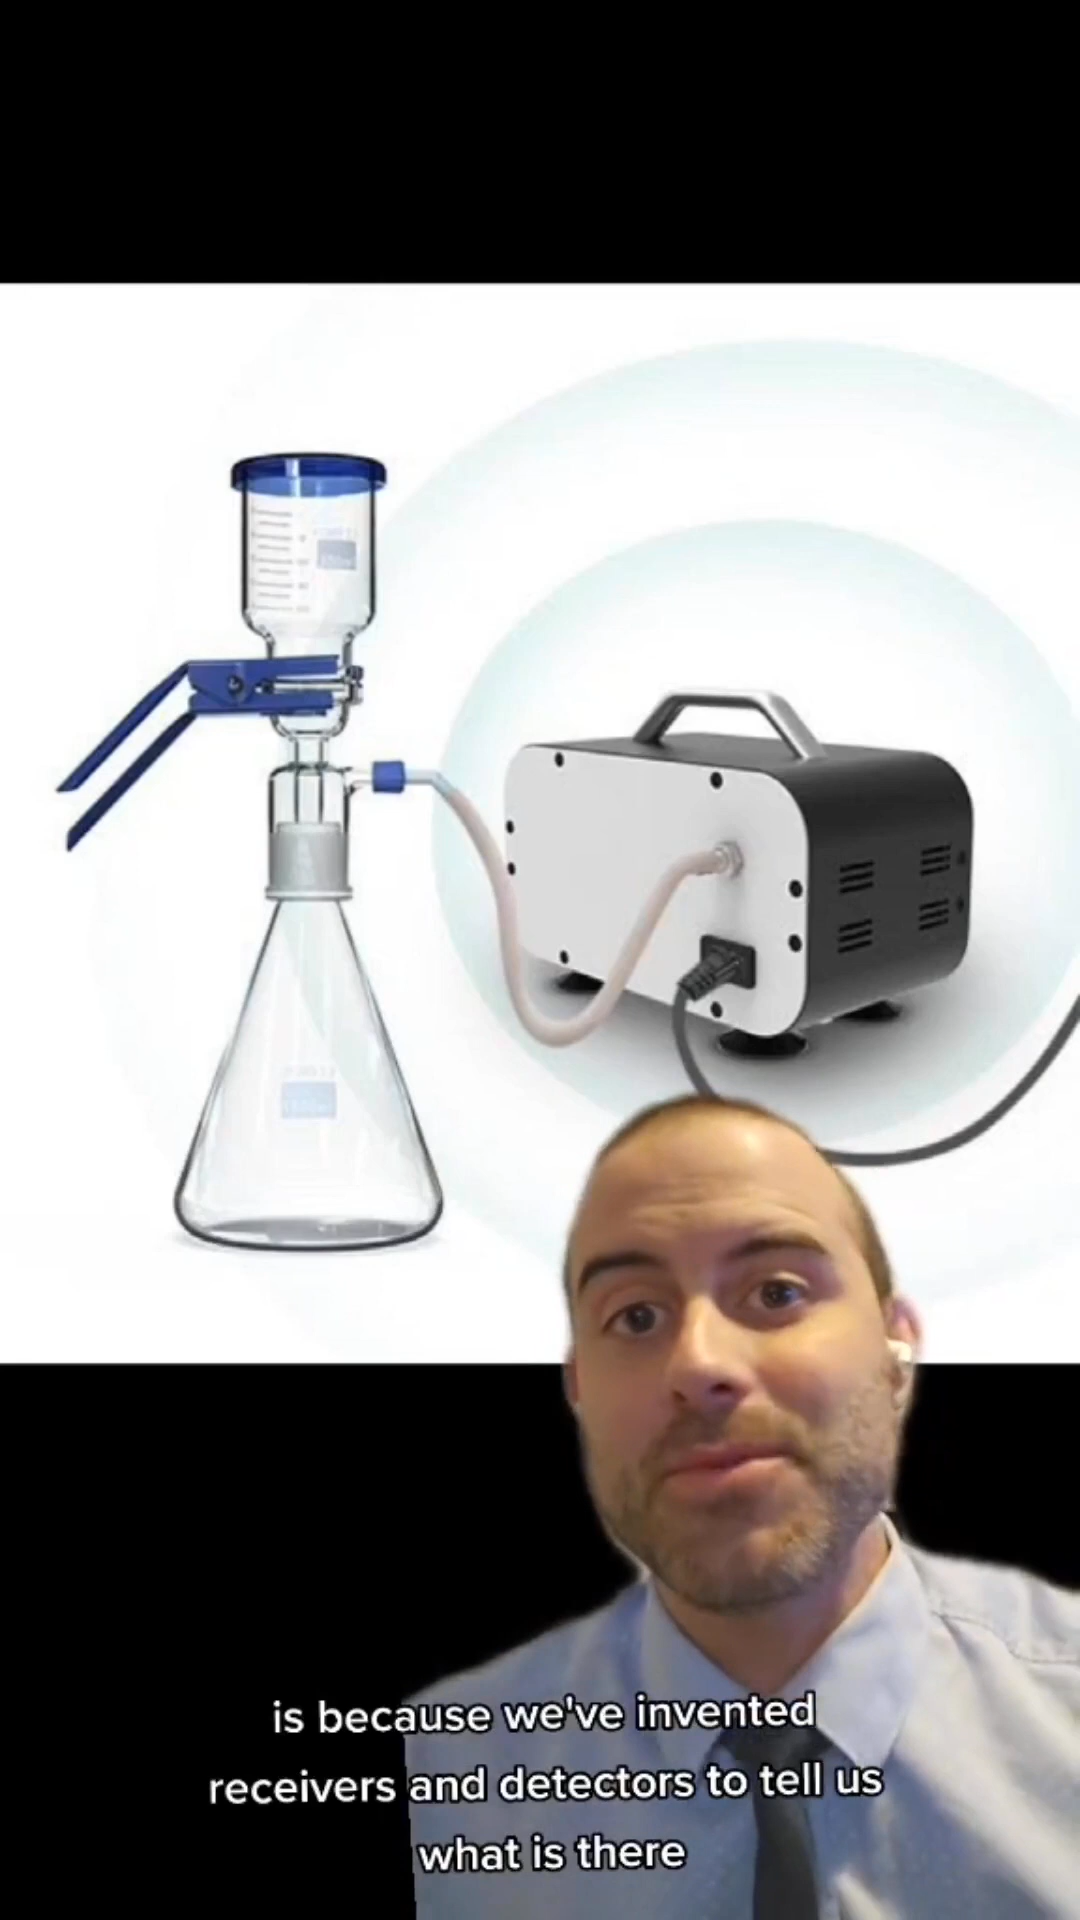 is because we've invented
receivers and detectors to tell us
what is there